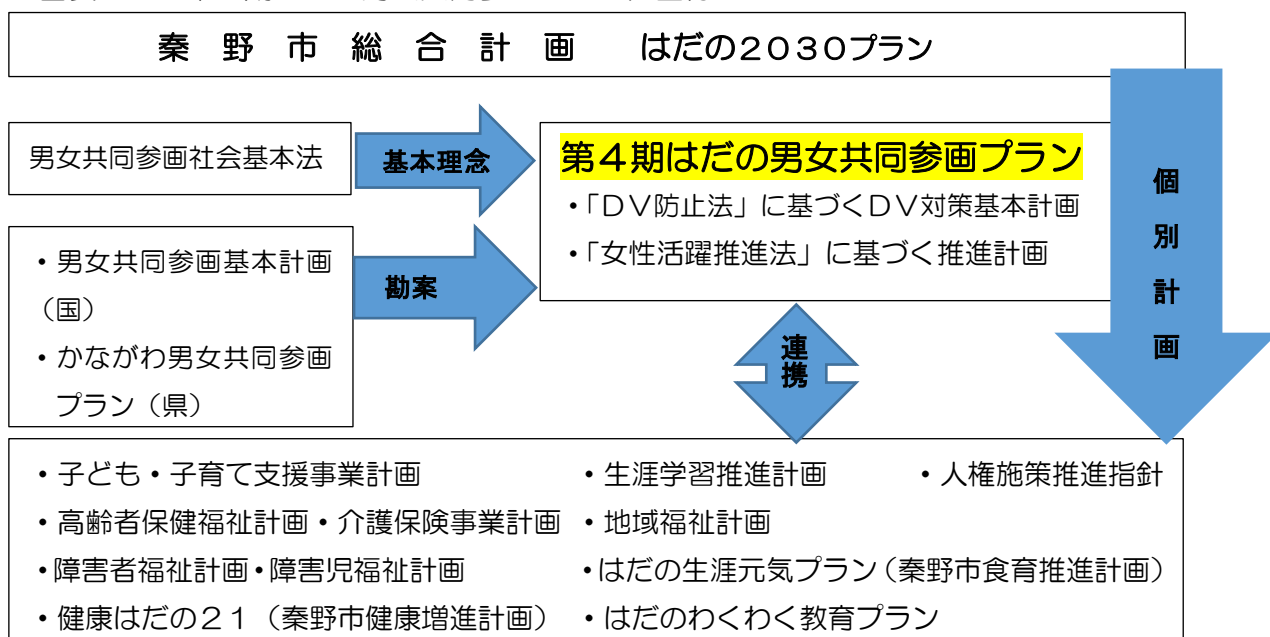 秦野市総合計画　はだの2030プラン
男女共同参画社会基本法
基本理念
第4期はだの男女共同参画プラン
・「DV防止法」に基づくDV対策基本計画
・「女性活躍推進法」に基づく推進計画
・男女共同参画基本計画
（国）
・かながわ男女共同参画
プラン（県）
勘案
個別計画
連携
・子ども・子育て支援事業計画
・生涯学習推進計画
・人権施策推進指針
・高齢者保健福祉計画・介護保険事業計画
・地域福祉計画
・障害者福祉計画・障害児福祉計画
・はだの生涯元気プラン（秦野市食育推進計画）
・健康はだの21（秦野市健康増進計画）
・はだのわくわく教育プラン